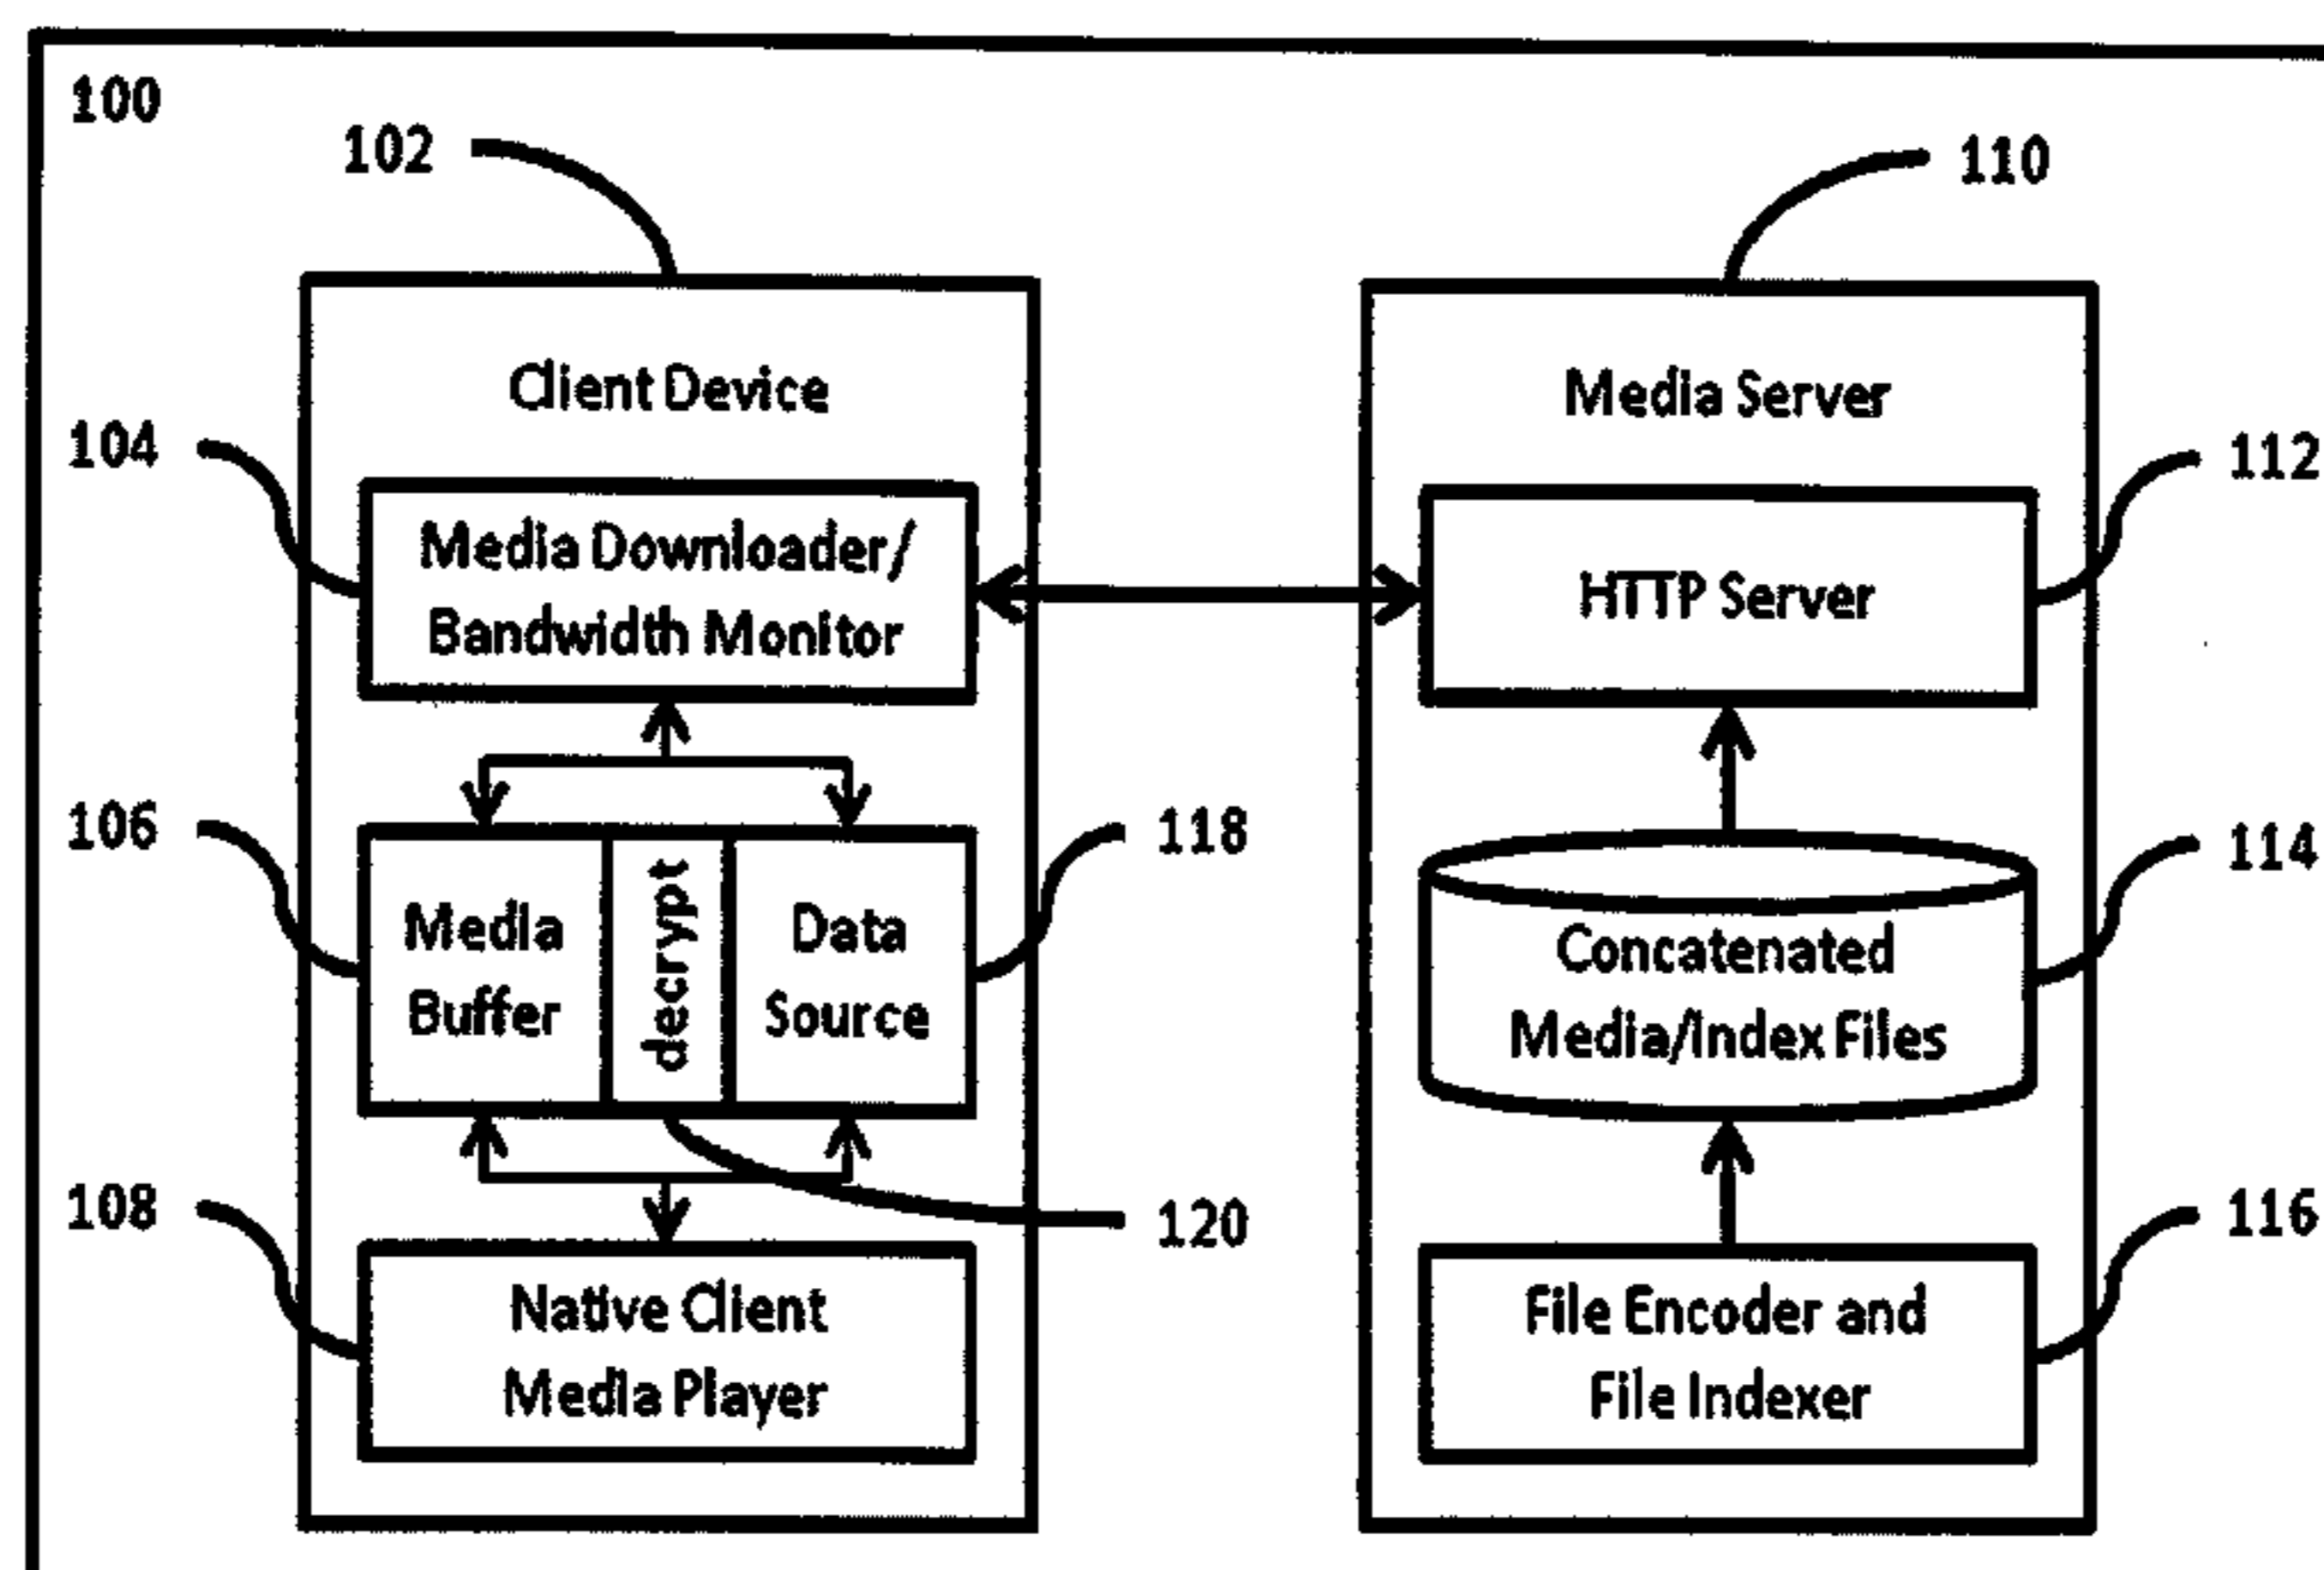 100
102
110
Client Device
Media Server
104
112
Media Downloader/
Bandwidth Monitor
HTTP Server
106
118
114
Media
Buffer
decrypt
Data
Source
Concatenated
Media/Index Files
108
120
116
Native Client
Media Player
File Encoder and
File Indexer